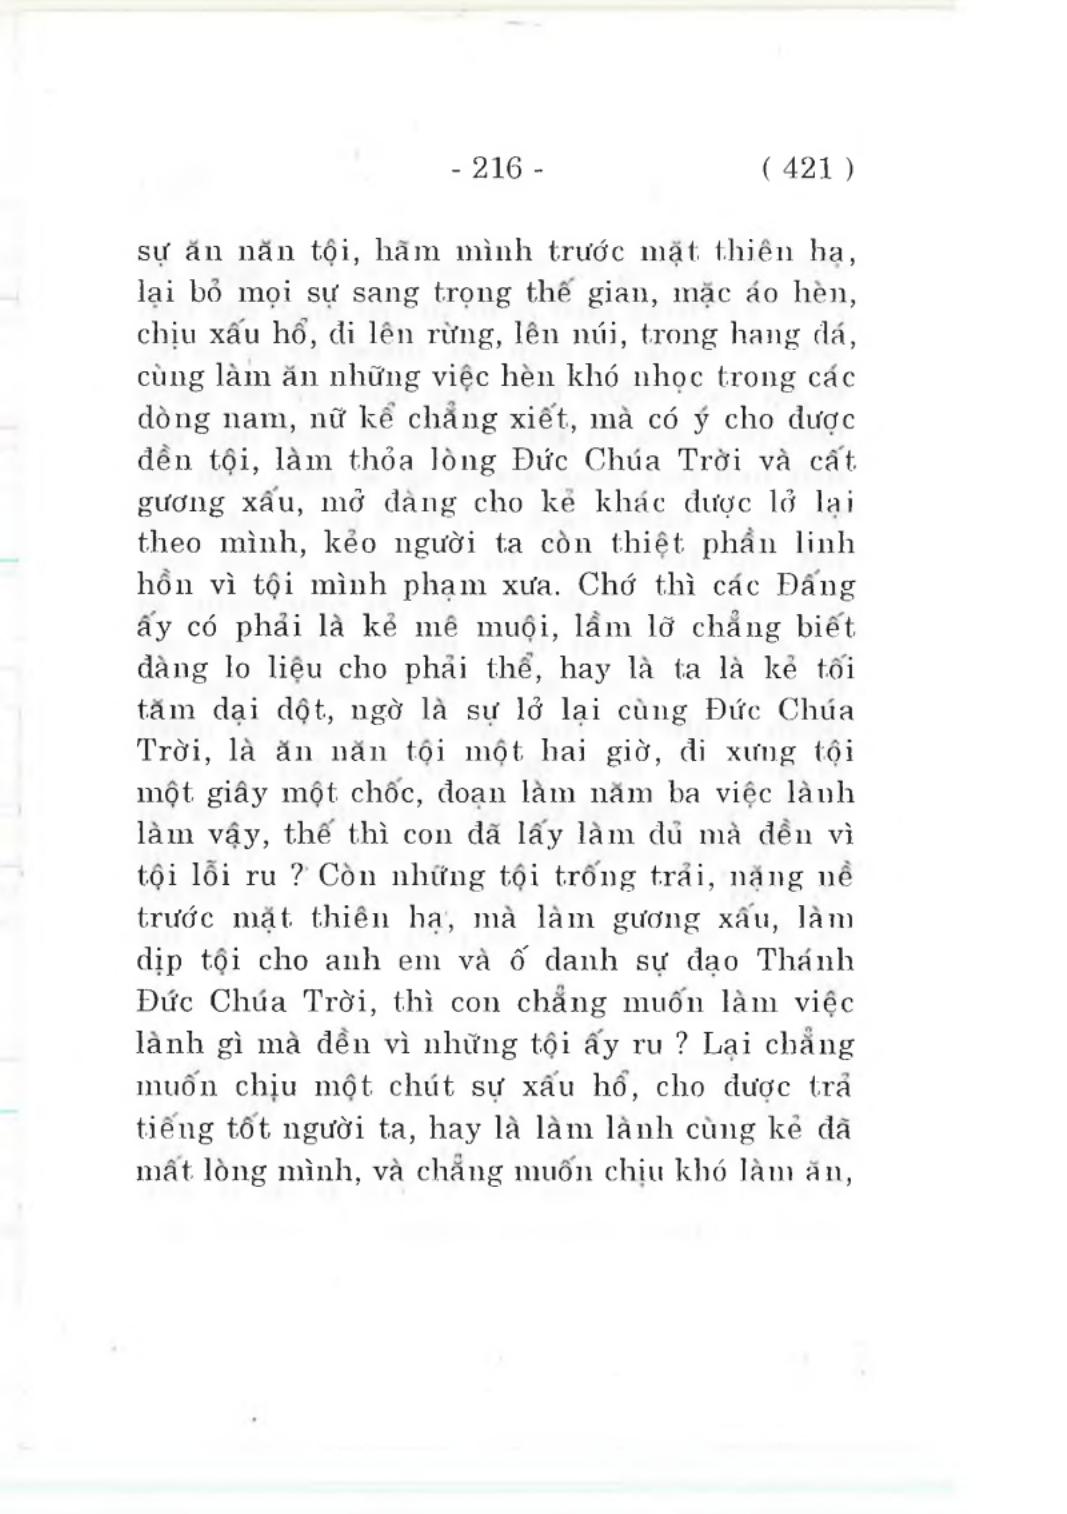 - 216 - ( 421 )
sự ăn năn tội, hãm mình trước mặt thiên hạ,
lại bỏ mọi sự sang trọng thế gian, mặc áo hèn,
chịu xấu hổ, đi lên rừng, lên núi, trong hang đá,
cùng làm ăn những việc hèn khó nhọc trong các
dòng nam, nữ kể chẳng xiết, mà có ý cho được
đền tội, làm thỏa lòng Đức Chúa Trời và cất
gương xấu, mở đàng cho kẻ khác được lở lại
theo mình, kẻo người ta còn thiệt phần linh
hồn vì tội mình phạm xưa. Chớ thì các Đấng
ấy có phải là kẻ mê muội, lầm lỡ chẳng biết
đàng lo liệu cho phải thể, hay là ta là kẻ tối
tăm dại dột, ngờ là sự lở lại cùng Đức Chúa
Trời, là ăn năn tội một hai giờ, đi xưng tội
một giây một chốc, đoạn làm năm ba việc lành
làm vậy, thế thì con đã lấy làm đủ mà đền vì
tội lỗi ru ? Còn những tội trống trải, nặng nề
trước mặt thiên hạ, mà làm gương xấu, làm
dịp tội cho anh em và ố danh sự đạo Thánh
Đức Chúa Trời, thì con chẳng muốn làm việc
lành gì mà đền vì những tội ấy ru ? Lại chẳng
muốn chịu một chút sự xấu hổ, cho được trả
tiếng tốt người ta, hay là làm lành cùng kẻ đã
mất lòng mình, và chẳng muốn chịu khó làm ăn,